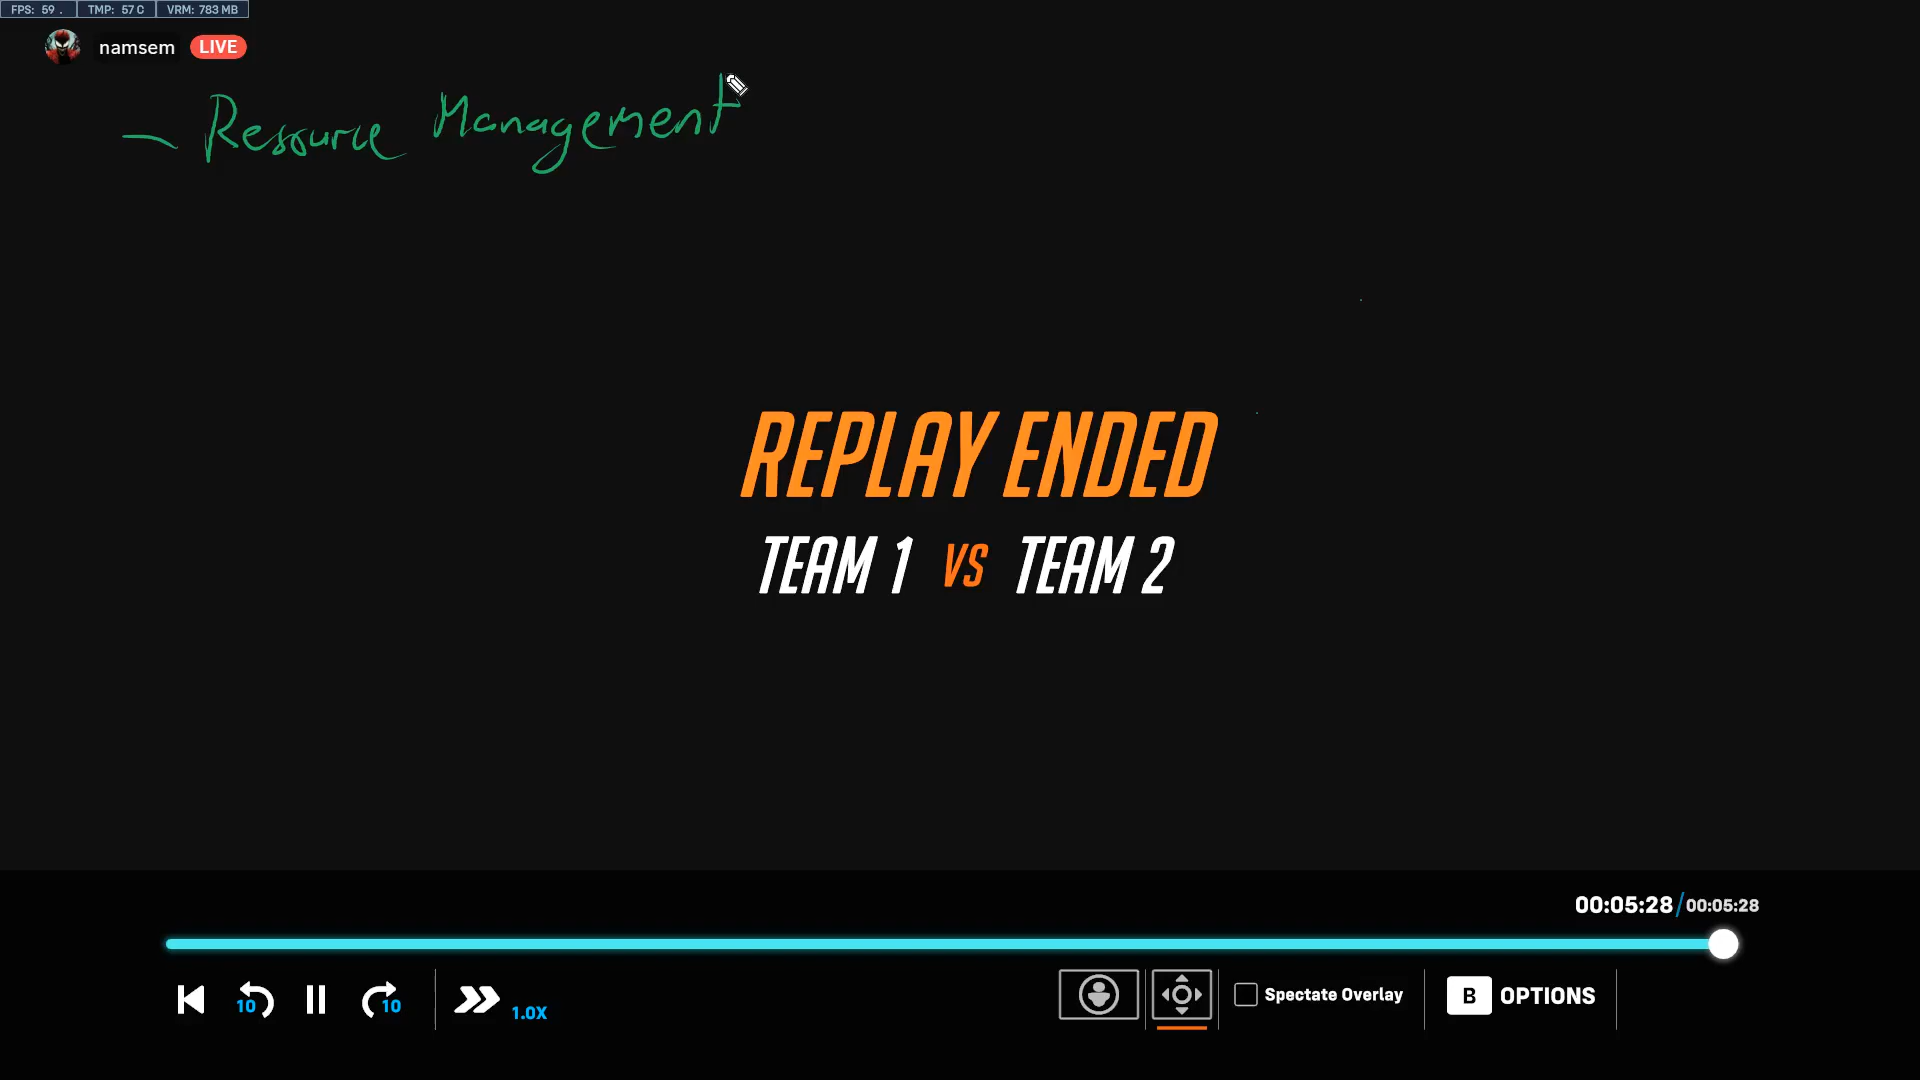 FPS: 59 . TMP: 57 C VRM: 783 MB
namsem LIVE
- Resource Management
REPLAY ENDED
TEAM 1 VS TEAM 2
00:05:28/00:05:28
10 10 1.0X Spectate Overlay B OPTIONS